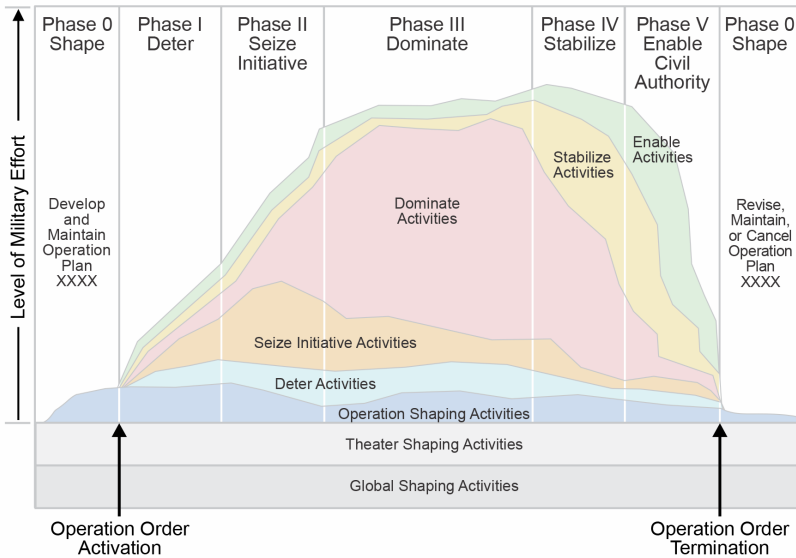 Phase 0
Shape
Phase I
Deter
Phase II
Seize
Initiative
Phase III
Dominate
Phase IV
Stabilize
Phase V
Enable
Civil
Authority
Phase 0
Shape
Level of Military Effort
Develop
and
Maintain
Operation
Plan
XXXX
Dominate
Activities
Stabilize
Activities
Enable
Activities
Revise,
Maintain,
or Cancel
Operation
Plan
XXXX
Seize Initiative Activities
Deter Activities
Operation Shaping Activities
Theater Shaping Activities
Global Shaping Activities
Operation Order
Activation
Operation Order
Termination